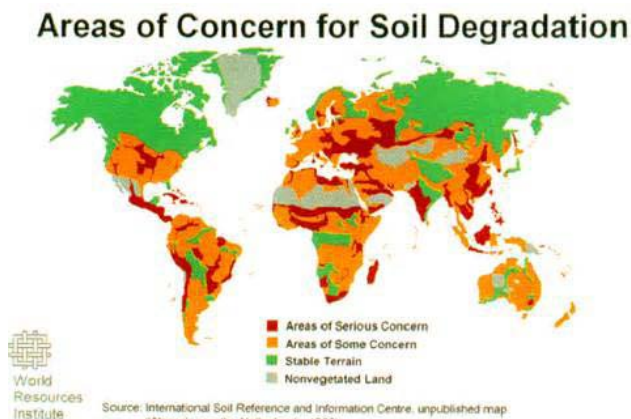 Areas of Concern for Soil Degradation
Areas of Serious Concern
Areas of Some Concern
Stable Terrain
Nonvegetated Land
World
Resources
Institute
Source: International Soil Reference and Information Centre, unpublished map